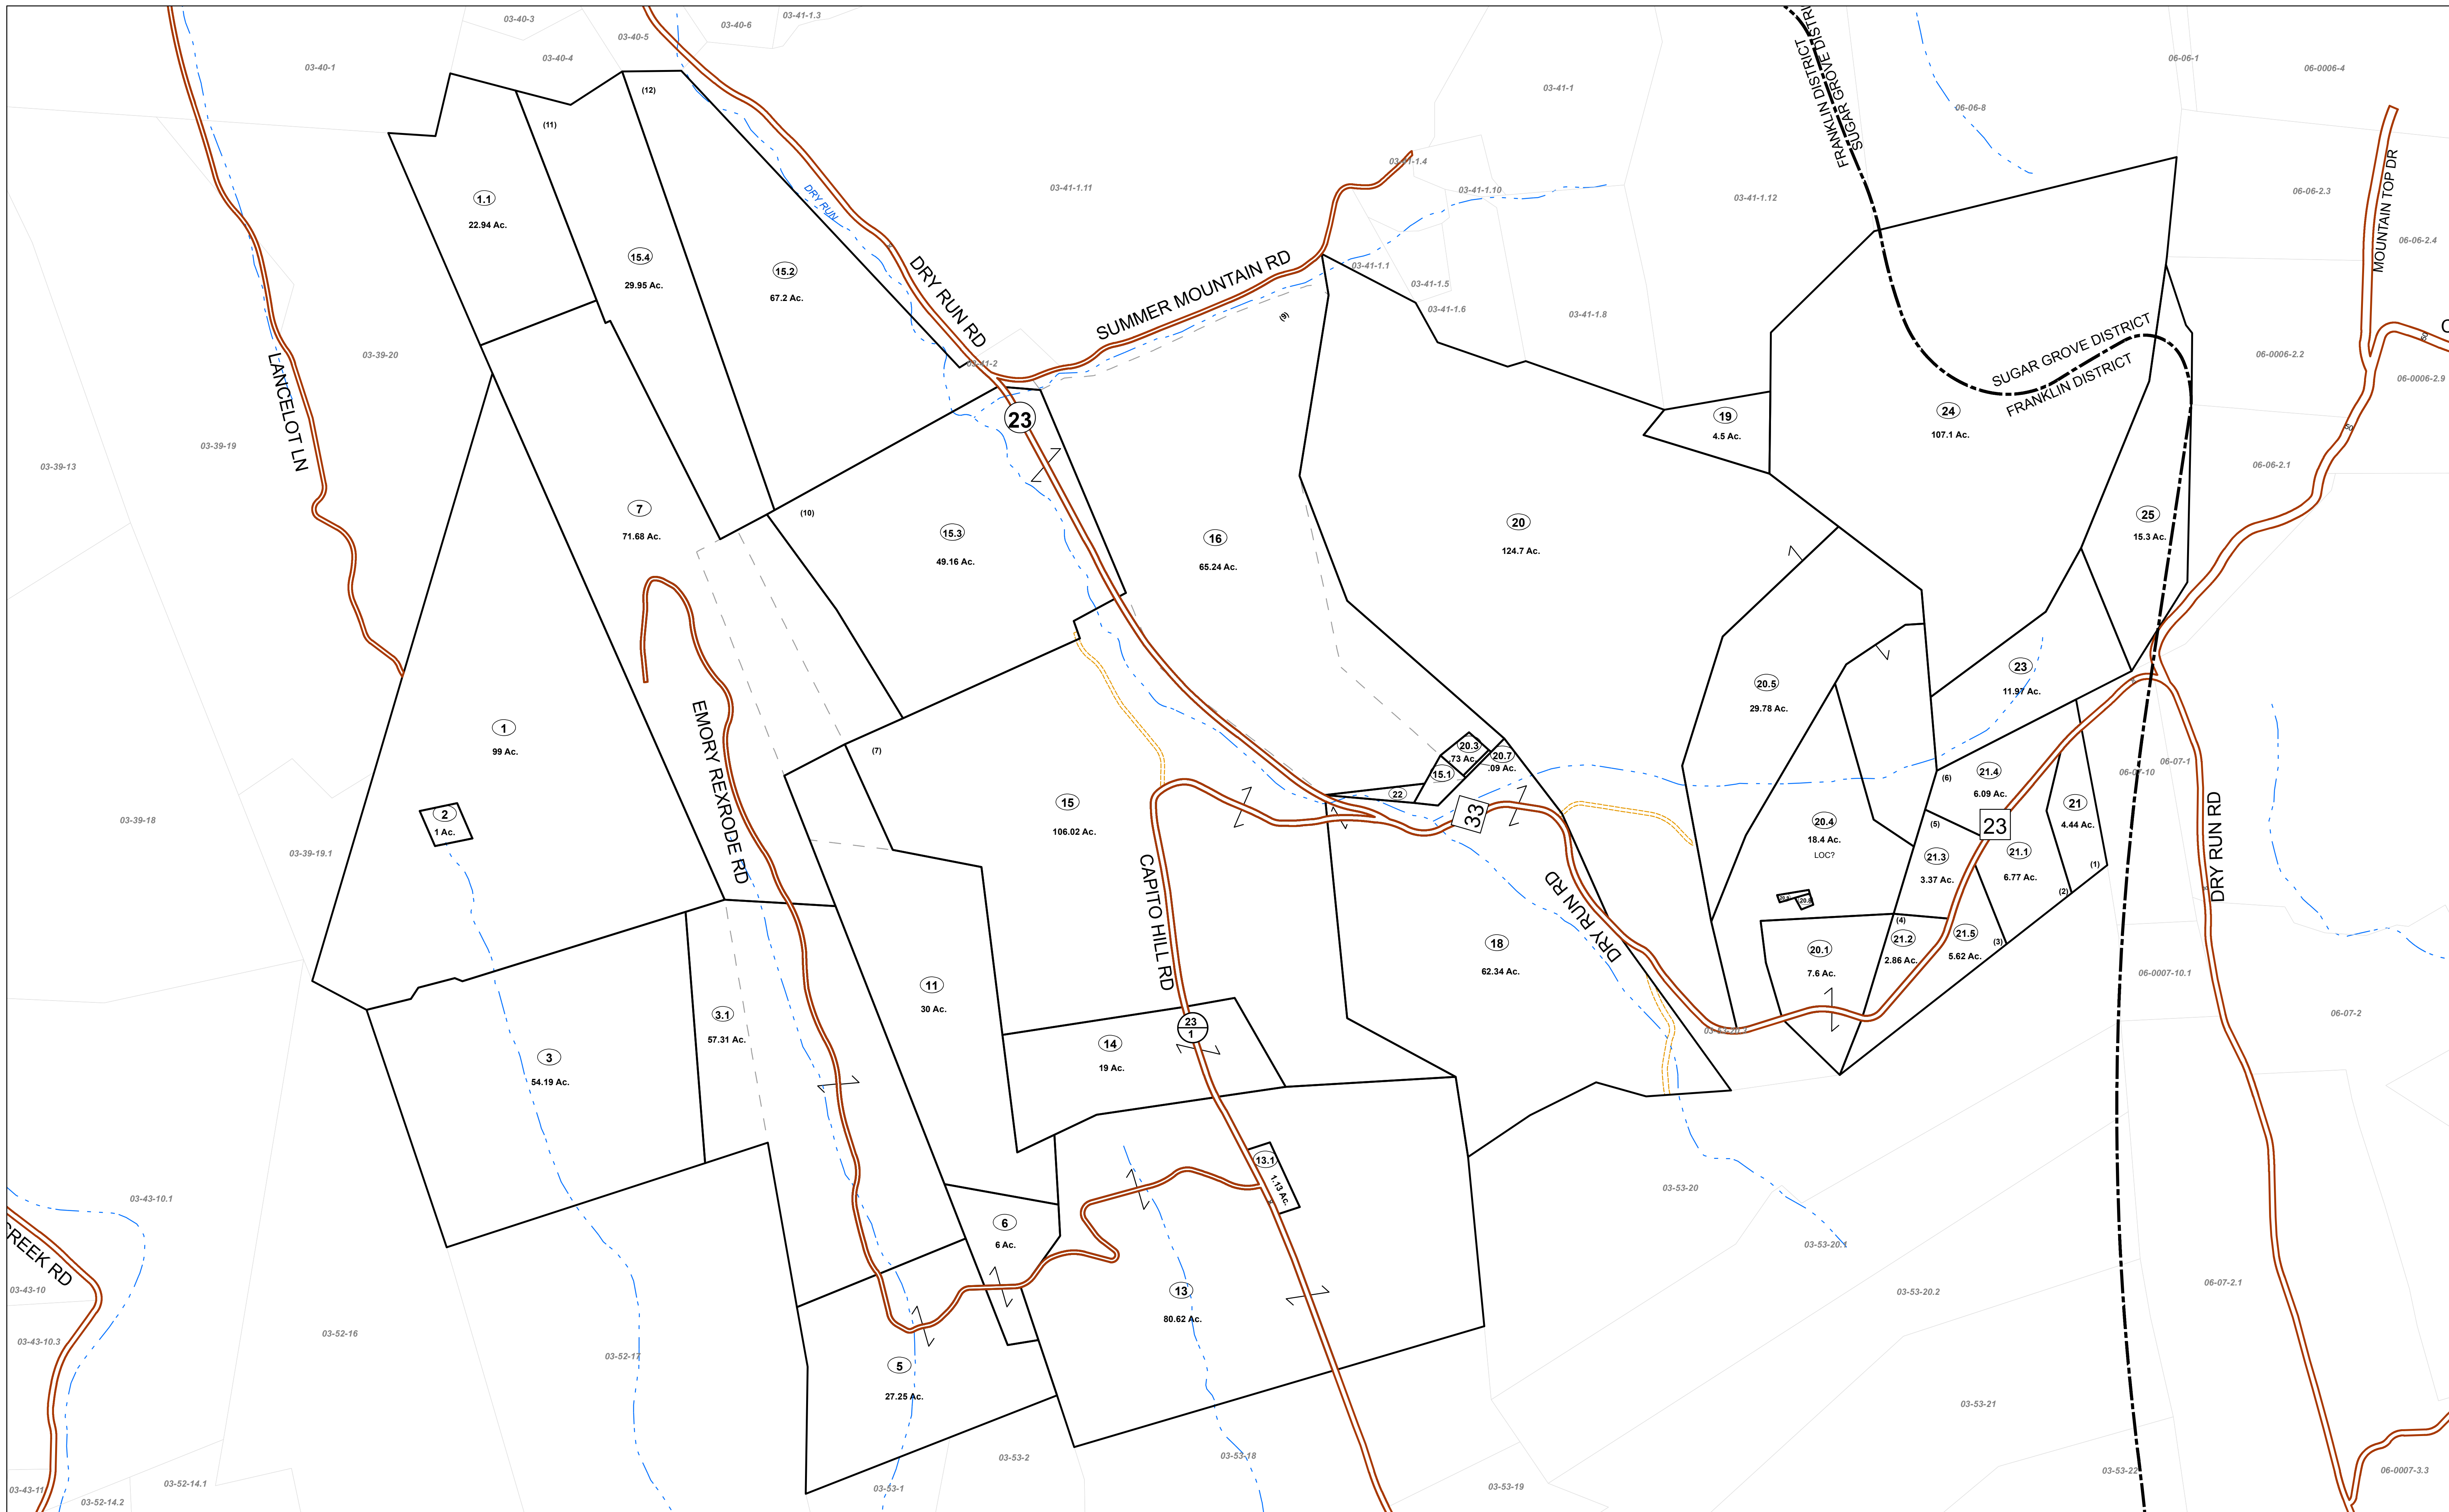 03-40-3
03-40-6
03-41-1.3
03-40-5
03-40-4
03-40-1
(12)
(11)
1.1
22.94 Ac.
15.4
29.95 Ac.
15.2
67.2 Ac.
DRY RUN
DRY RUN RD
03-41-1.11
SUMMER MOUNTAIN RD
03-41-2
23
03-41-1
03-41-1.4
03-41-1.10
03-41-1.1
03-41-1.5
03-41-1.6
03-41-1.8
03-41-1.12
(9)
FRANKLIN DISTRICT
06-06-1
06-0006-4
06-06-8
06-06-2.3
MOUNTAIN TOP DR
06-06-2.4
06-0006-2.2
06-0006-2.9
06-06-2.1
50
50
SUGAR GROVE DISTRICT
FRANKLIN DISTRICT
24
107.1 Ac.
19
4.5 Ac.
25
15.3 Ac.
LANCELOT LN
03-39-20
03-39-19
03-39-13
03-39-18
03-39-19.1
7
71.68 Ac.
(10)
15.3
49.16 Ac.
16
65.24 Ac.
20
124.7 Ac.
20.5
29.78 Ac.
23
11.97 Ac.
1
99 Ac.
2
1 Ac.
EMORY REXRODE RD
(7)
15
106.02 Ac.
20.3
.73 Ac.
20.7
.09 Ac.
15.1
22
33
20.4
18.4 Ac.
LOC?
20.8
(6)
21.4
6.09 Ac.
21
4.44 Ac.
23
(5)
21.3
3.37 Ac.
21.1
6.77 Ac.
(1)
(2)
(3)
(4)
21.2
2.86 Ac.
21.5
5.62 Ac.
20.1
7.6 Ac.
06-07-10
06-07-1
DRY RUN RD
06-0007-10.1
06-07-2
CAPITO HILL RD
DRY RUN RD
18
62.34 Ac.
11
30 Ac.
3.1
57.31 Ac.
3
54.19 Ac.
14
19 Ac.
23
1
13.1
1.13 Ac.
6
6 Ac.
13
80.62 Ac.
5
27.25 Ac.
03-43-10.1
CREEK RD
03-43-10
03-43-10.3
03-43-11
03-52-16
03-52-17
03-52-14.1
03-52-14.2
03-53-1
03-53-2
03-53-18
03-53-19
03-53-20
03-53-20.1
03-53-20.2
03-53-21
03-53-22
06-07-2.1
06-0007-3.3